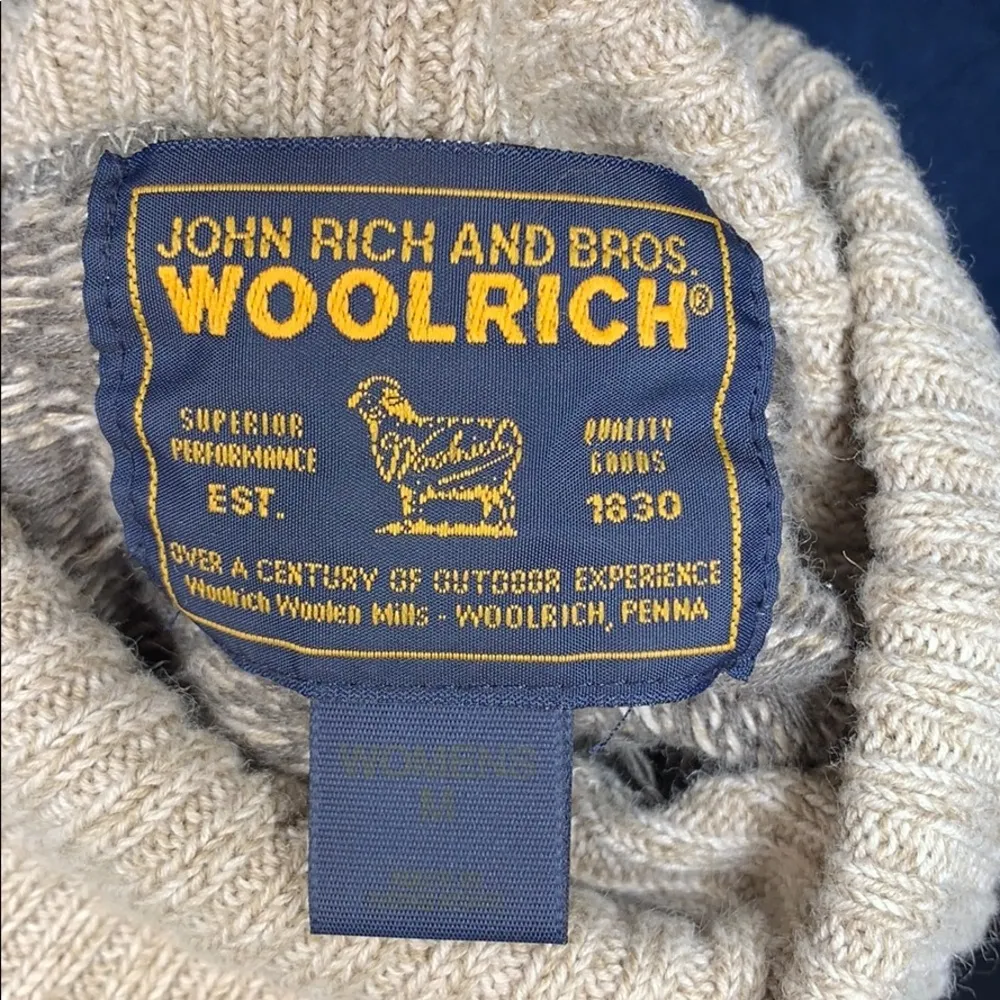 JOHN RICH AND BROS.
WOOLRICH®
SUPERIOR
PERFORMANCE
EST.
Woolrich
QUALITY
GOODS
1830
OVER A CENTURY OF OUTDOOR EXPERIENCE
Woolrich Woolen Mills - WOOLRICH, PENNA
WOMENS
M